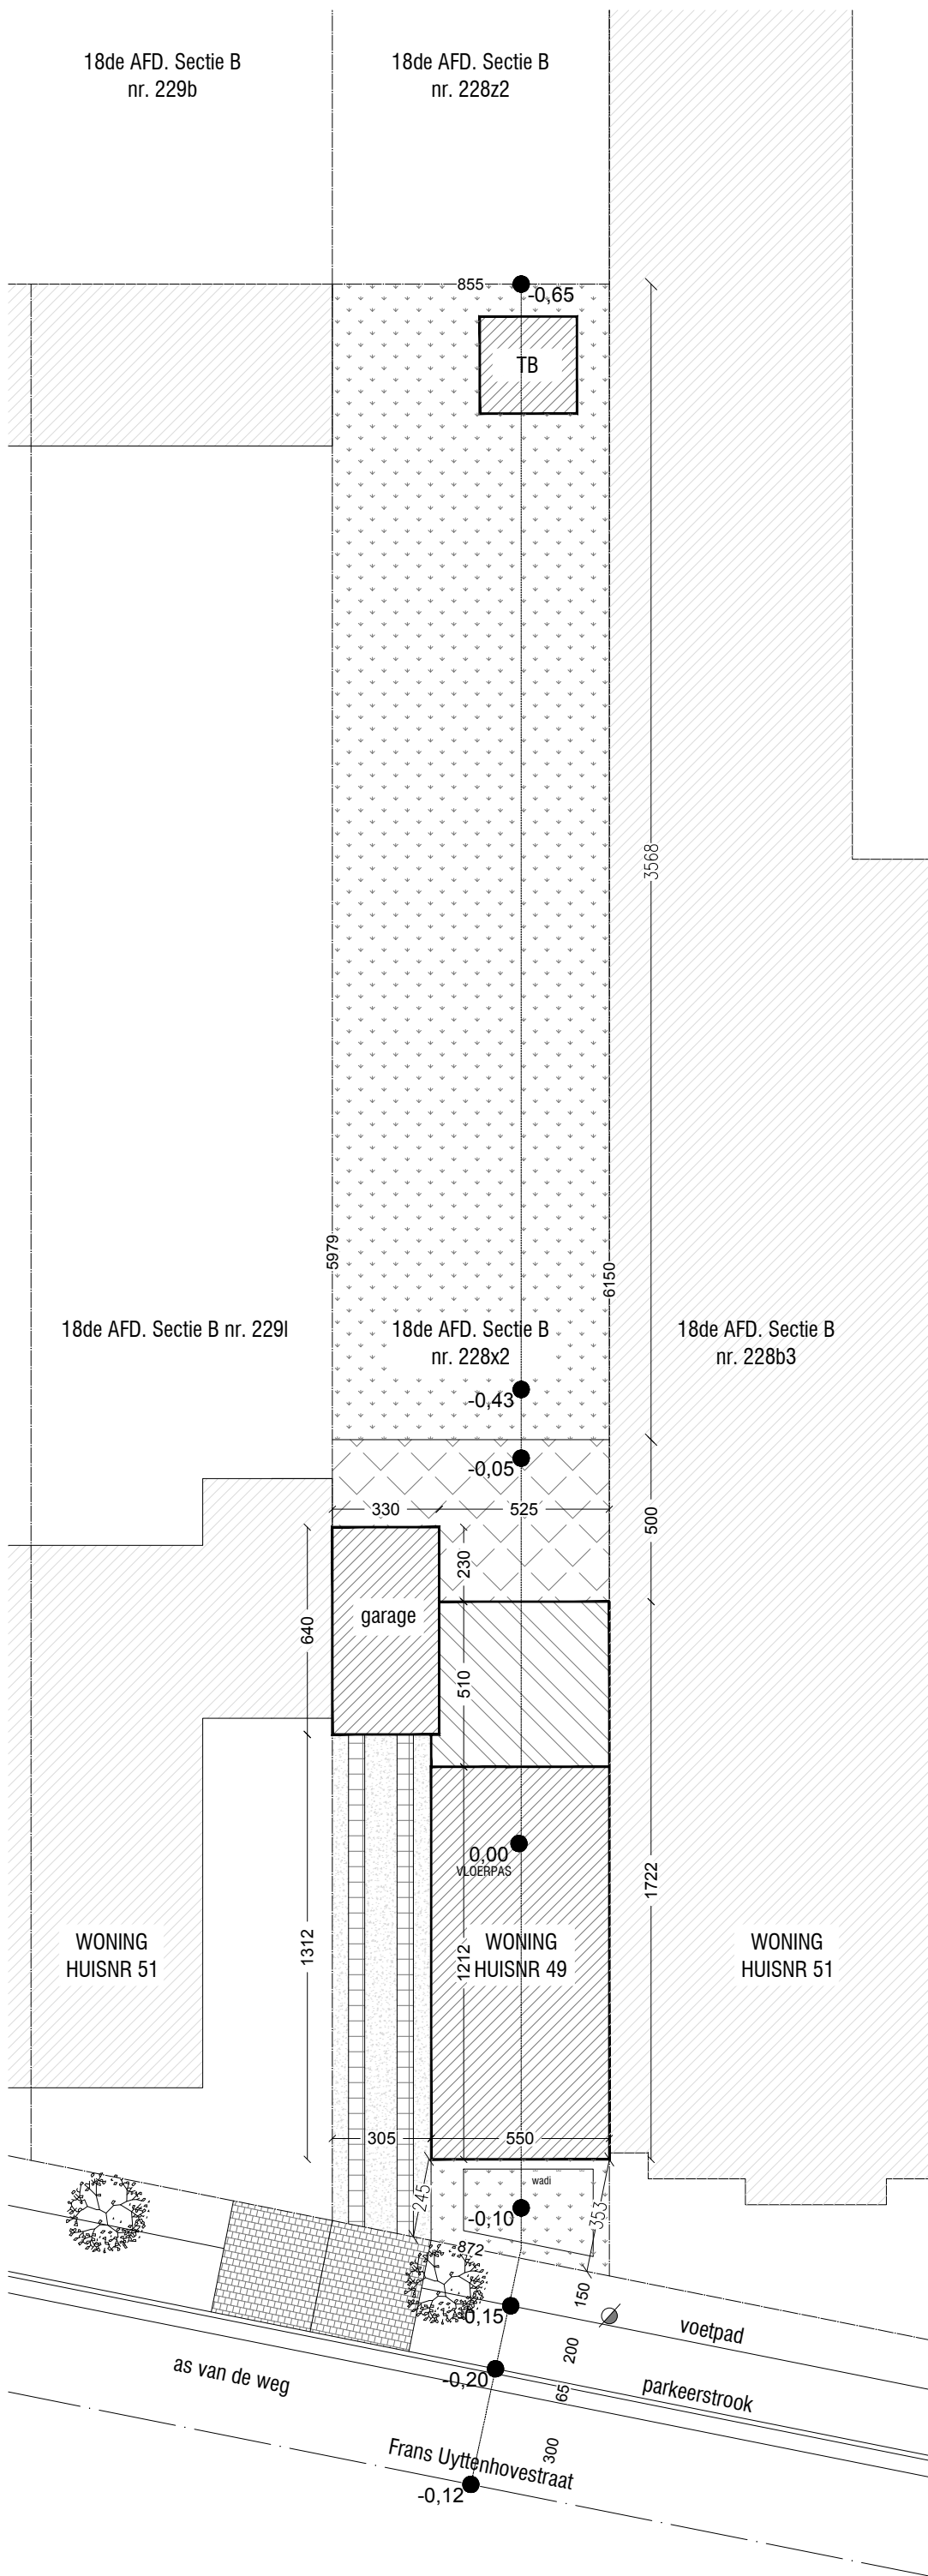 18de AFD. Sectie B
nr. 229b
18de AFD. Sectie B
nr. 228z2
855
-0,65
TB
3568
5979
6150
18de AFD. Sectie B nr. 229l
18de AFD. Sectie B
nr. 228x2
18de AFD. Sectie B
nr. 228b3
-0,43
-0,05
330
525
500
230
garage
640
510
0,00
VLOERPAS
1722
WONING
HUISNR 51
1312
1212
WONING
HUISNR 49
WONING
HUISNR 51
305
550
wadi
245
353
-0,10
872
150
-0,15
voetpad
200
-0,20
65
parkeerstrook
as van de weg
300
Frans Uyttenhovestraat
-0,12